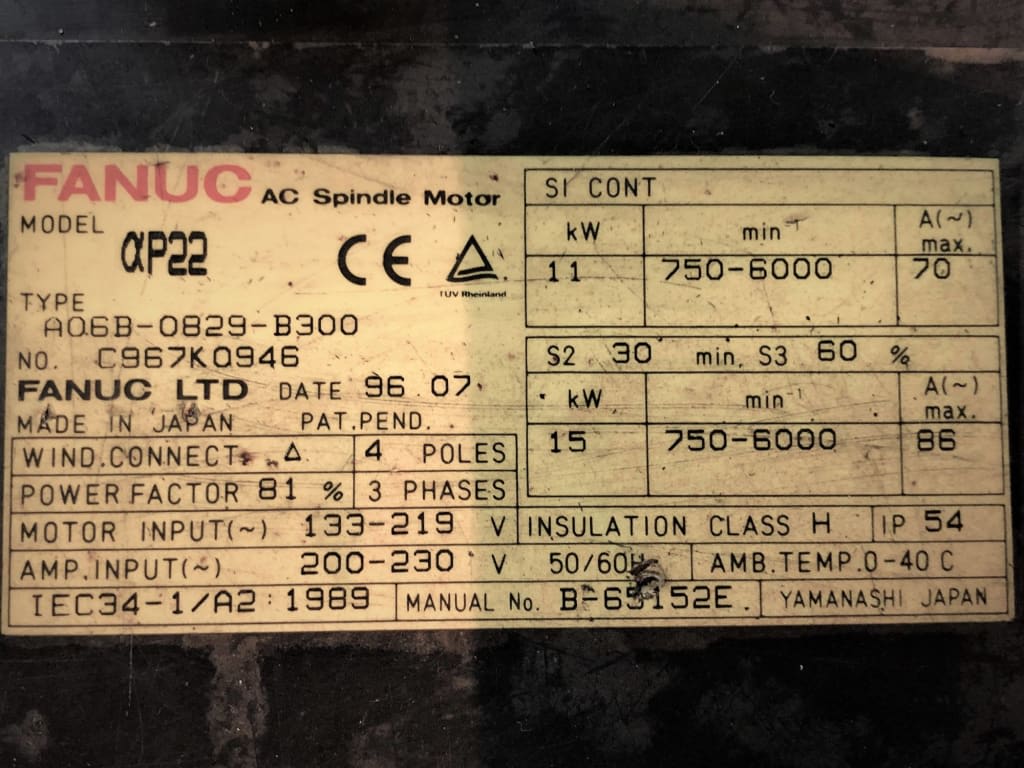 FANUC AC Spindle Motor
MODEL
αP22
CE
TÜV Rheinland
TYPE
A06B-0829-B300
NO. C967K0946
FANUC LTD DATE 96.07.
MADE IN JAPAN PAT.PEND.
WIND.CONNECT. △ 4 POLES
POWER FACTOR 81 % 3 PHASES
SI CONT
kW min⁻¹ A(~) max.
11 750-6000 70
S2 30 min. S3 60 %
kW min⁻¹ A(~) max.
15 750-6000 86
MOTOR INPUT(~) 133-219 V INSULATION CLASS H IP 54
AMP.INPUT(~) 200-230 V 50/60Hz AMB.TEMP.0-40 C
IEC34-1/A2:1989 MANUAL No. B-65152E. YAMANASHI JAPAN